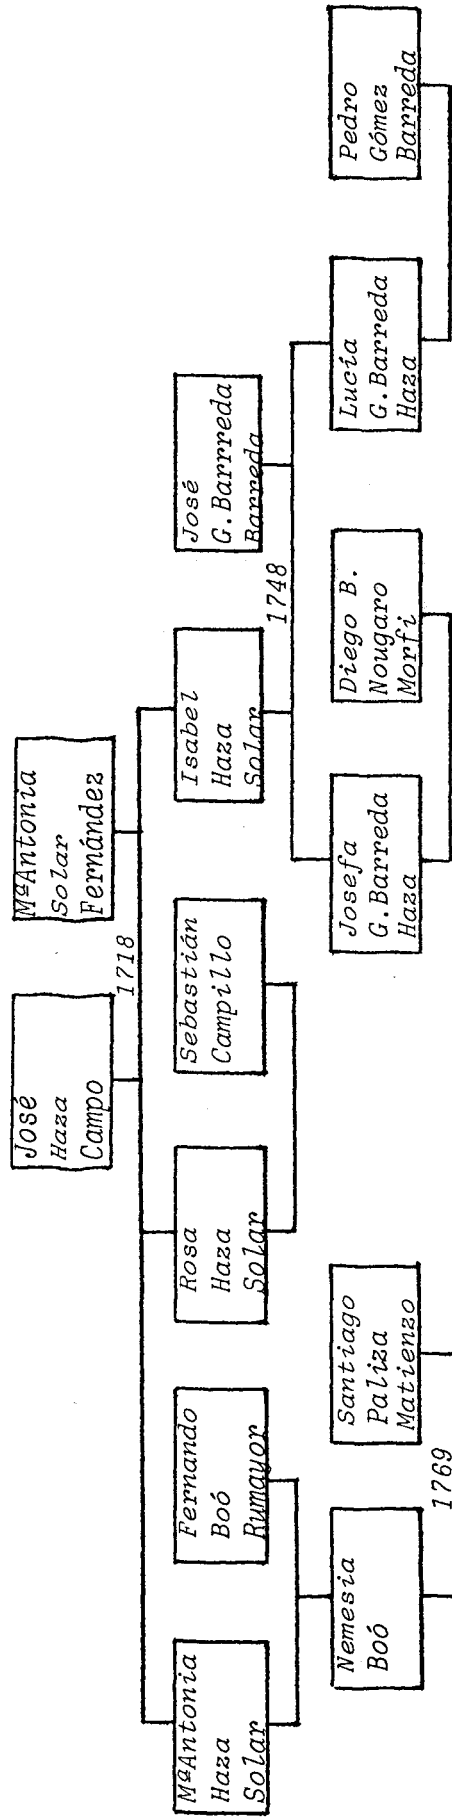 José
Haza
Campo
MªAntonia
Solar
Fernández
1718
MªAntonia
Haza
Solar
Fernando
Boó
Rumayor
Rosa
Haza
Solar
Sebastián
Campillo
Isabel
Haza
Solar
José
G.Barrreda
Barreda
1748
Nemesia
Boó
Santiago
Paliza
Matienzo
1769
Josefa
G.Barreda
Haza
Diego B.
Nougaro
Morfi
Lucía
G.Barreda
Haza
Pedro
Gómez
Barreda